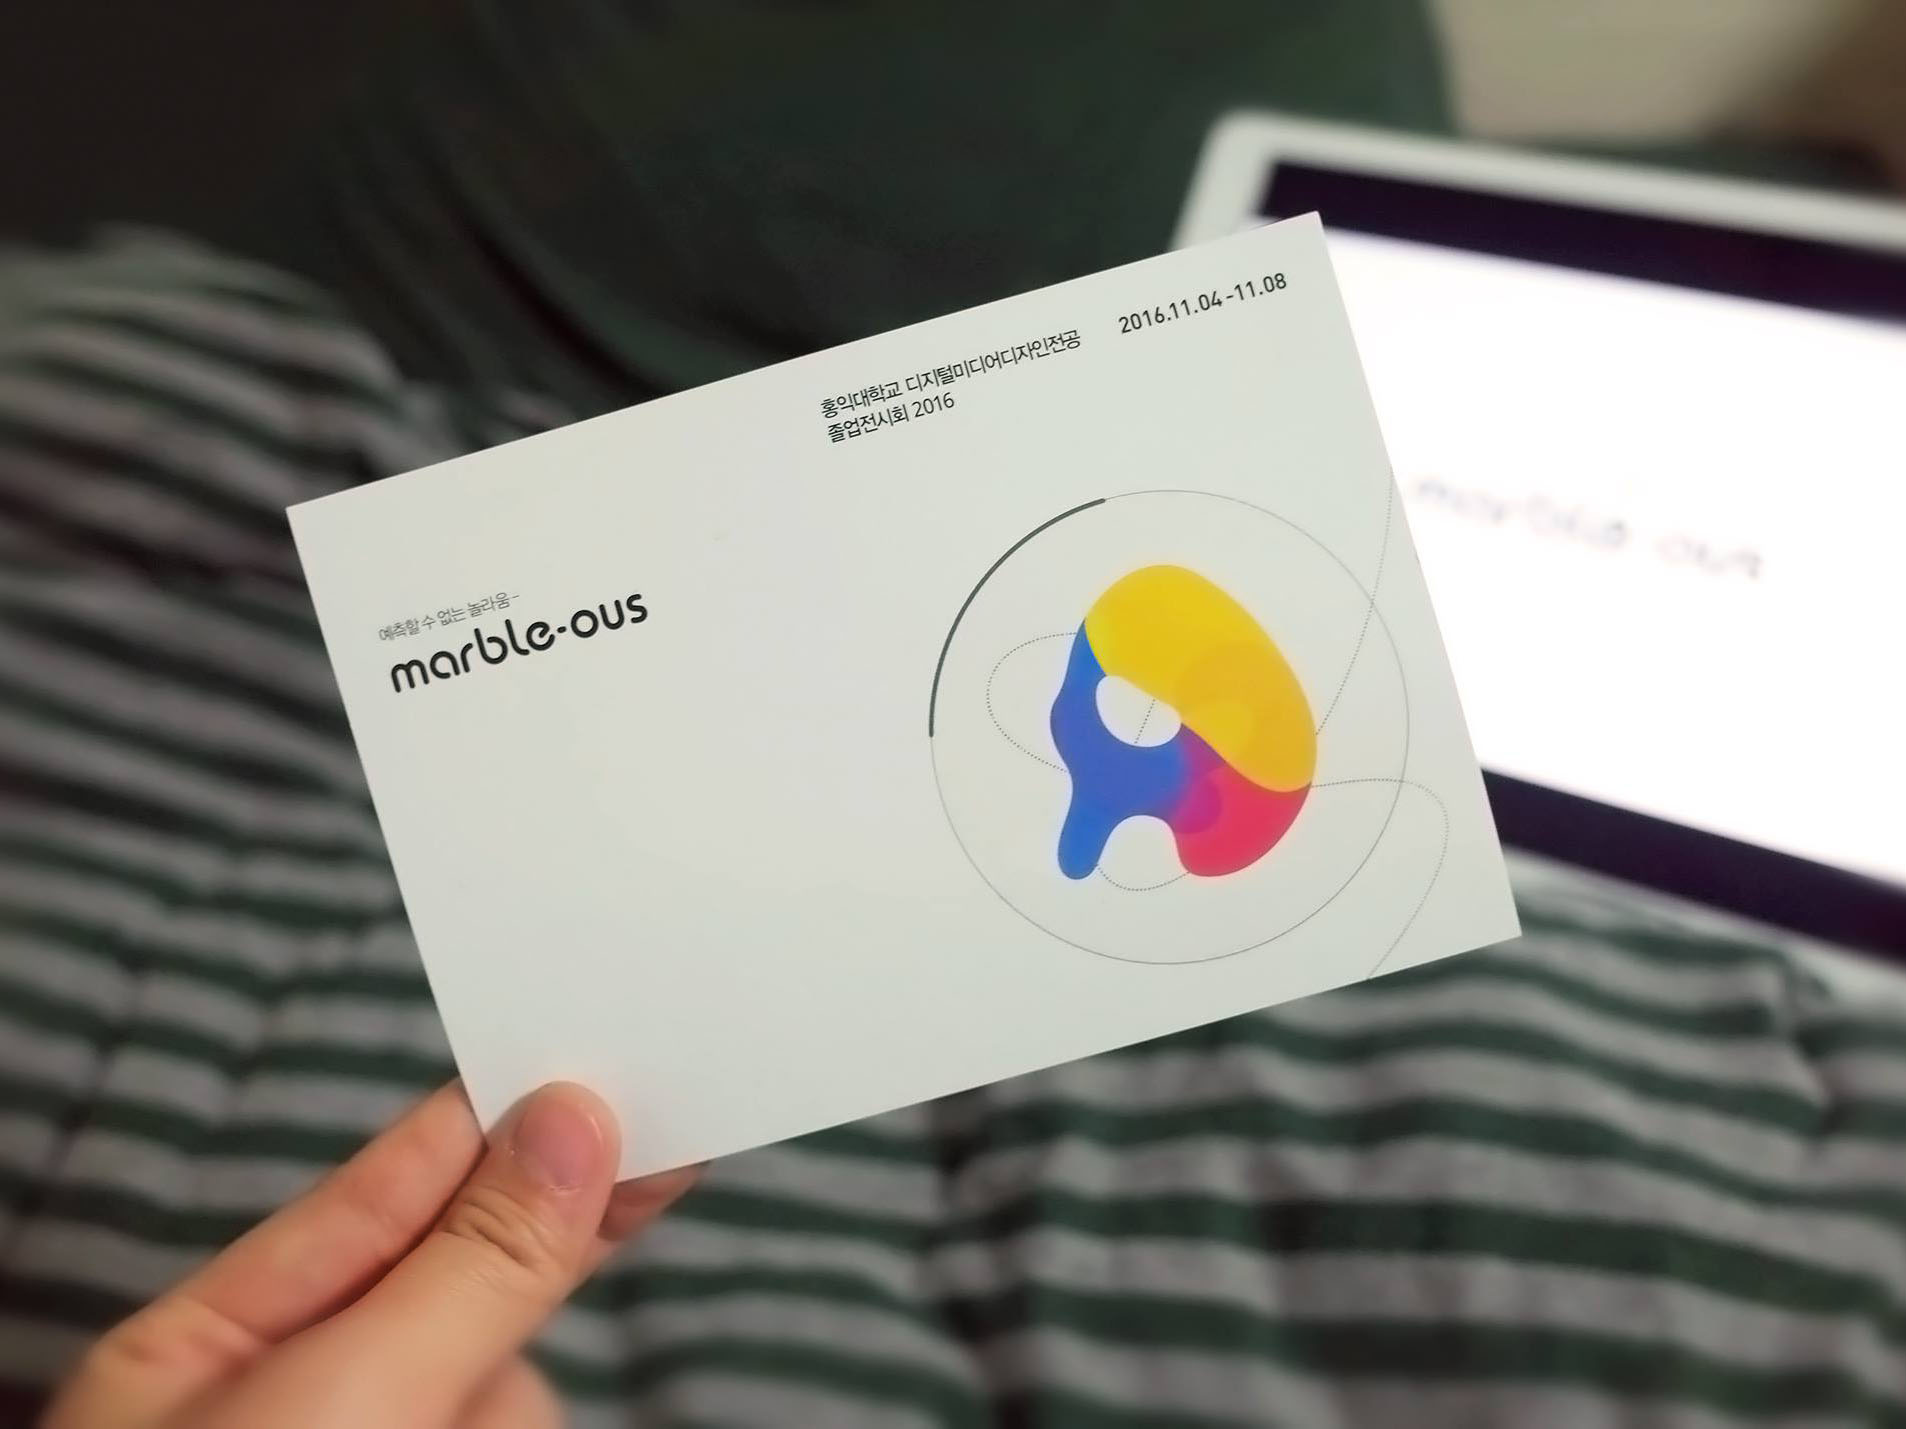 2016.11.04-11.08
홍익대학교 디지털미디어디자인전공
졸업전시회 2016
예측할 수 없는 놀라움-
marble-ous
marble-ous